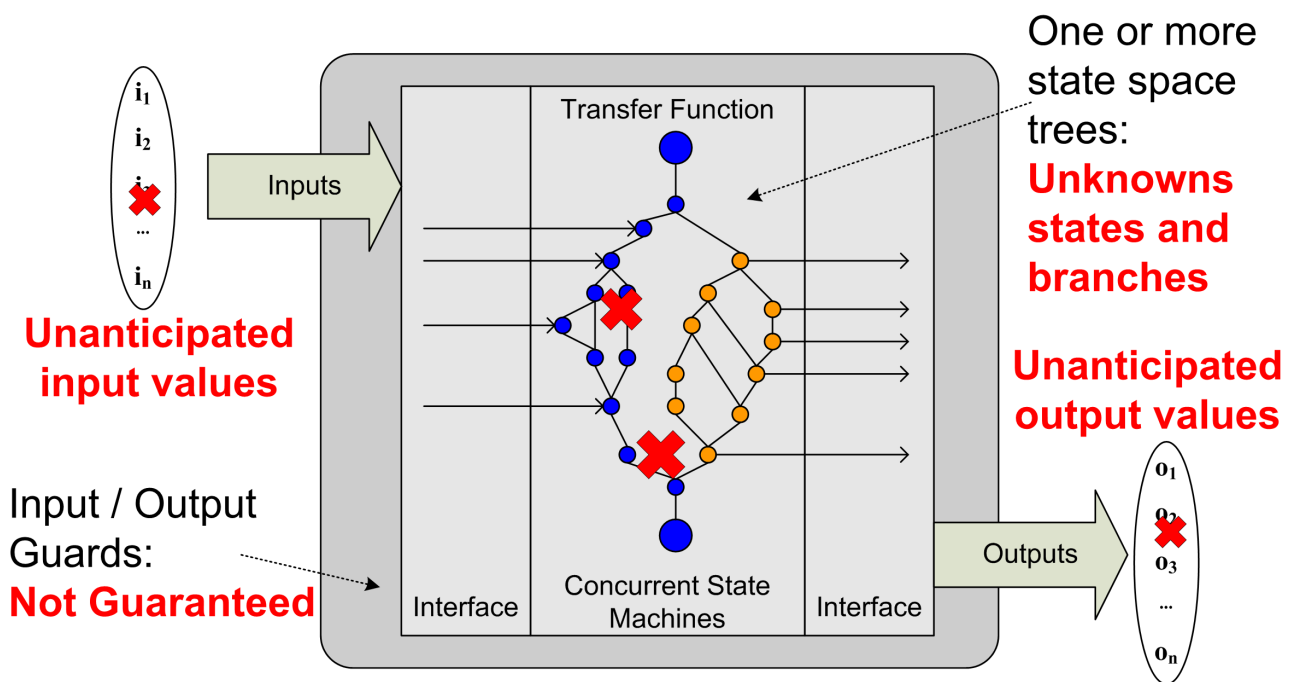 One or more
state space
trees:
Unknowns
states and
branches
i1
i2
...
in
Unanticipated
input values
Inputs
Transfer Function
Input / Output
Guards:
Not Guaranteed
Interface
Concurrent State
Machines
Interface
Outputs
Unanticipated
output values
o1
o2
o3
...
on